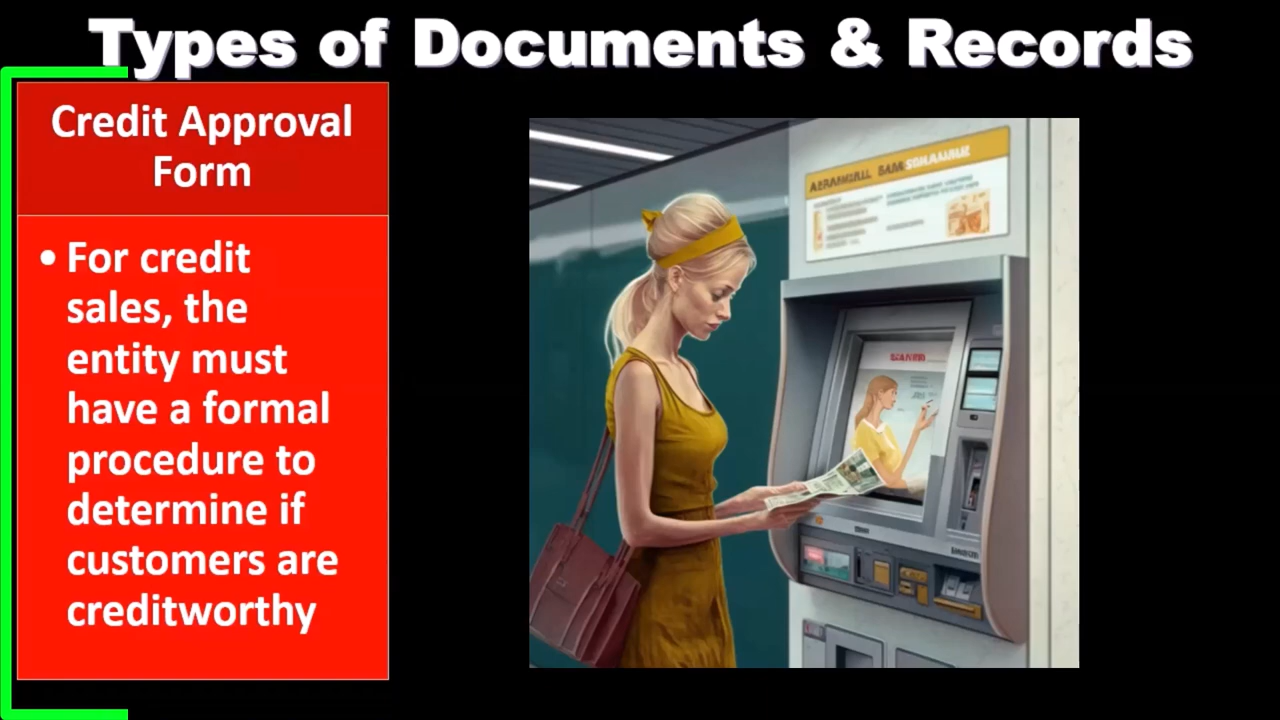 Types of Documents & Records
Credit Approval
Form
• For credit
sales, the
entity must
have a formal
procedure to
determine if
customers are
creditworthy